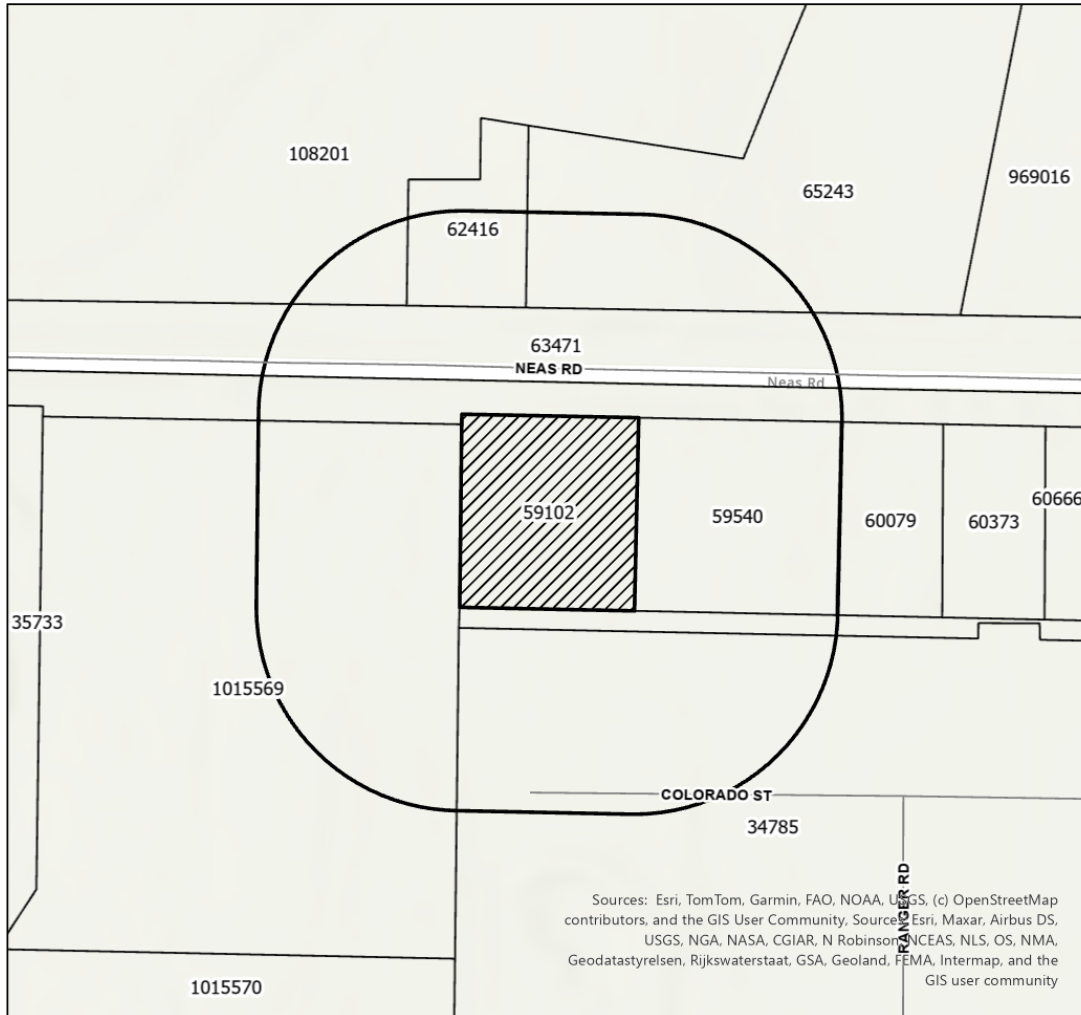 108201
65243
969016
62416
63471
NEAS RD
Neas Rd
59102
59540
60079
60373
60666
35733
1015569
COLORADO ST
34785
RANGER RD
Sources: Esri, TomTom, Garmin, FAO, NOAA, USGS, (c) OpenStreetMap
contributors, and the GIS User Community, Sources: Esri, Maxar, Airbus DS,
USGS, NGA, NASA, CGIAR, N Robinson, NCEAS, NLS, OS, NMA,
Geodatastyrelsen, Rijkswaterstaat, GSA, Geoland, FEMA, Intermap, and the
GIS user community
1015570